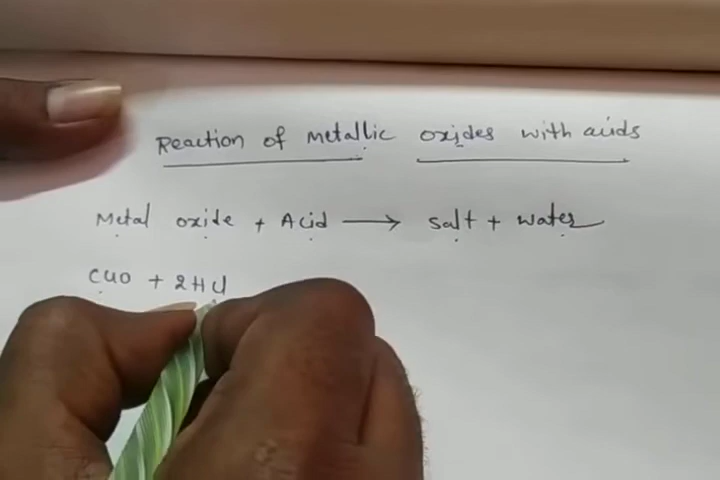 Reaction of metallic oxides with acids
Metal oxide + Acid → Salt + water
CuO + 2HCl